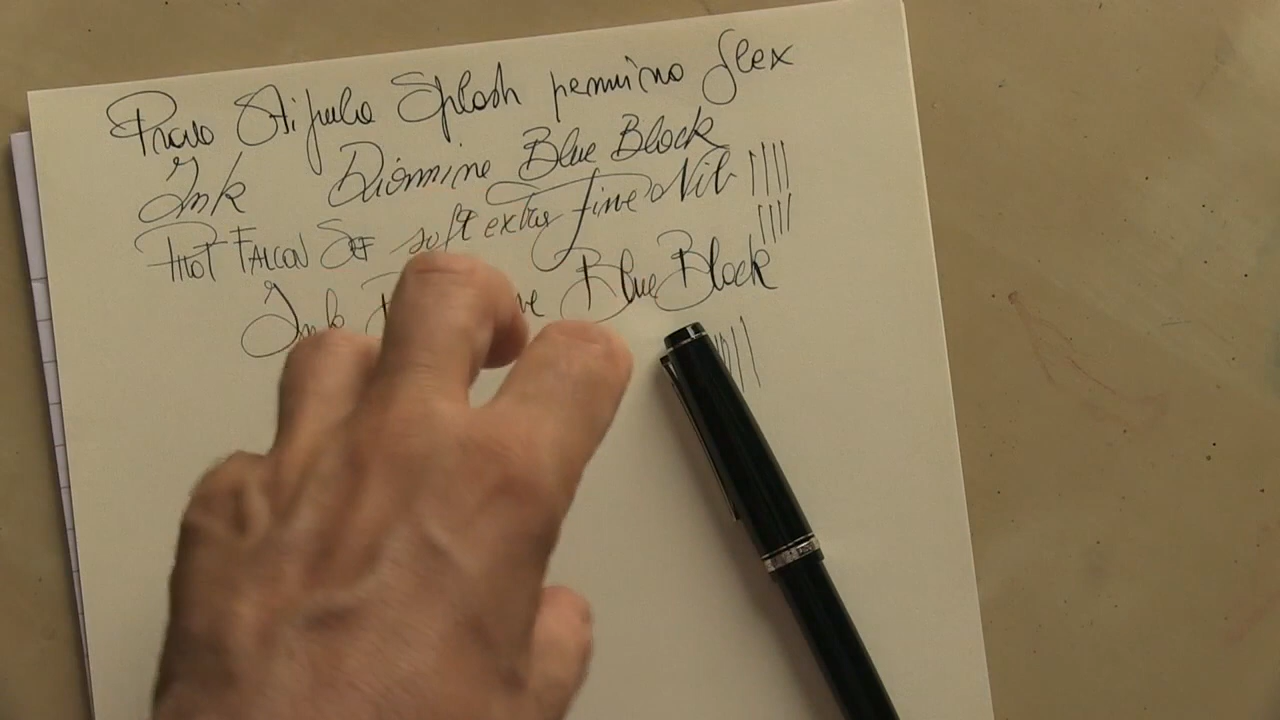 Prova Stipula Splash pennino flex
Ink Diamine Blue Black
Pilot Falcon SEF soft extra fine Nib
Ink Blue Black